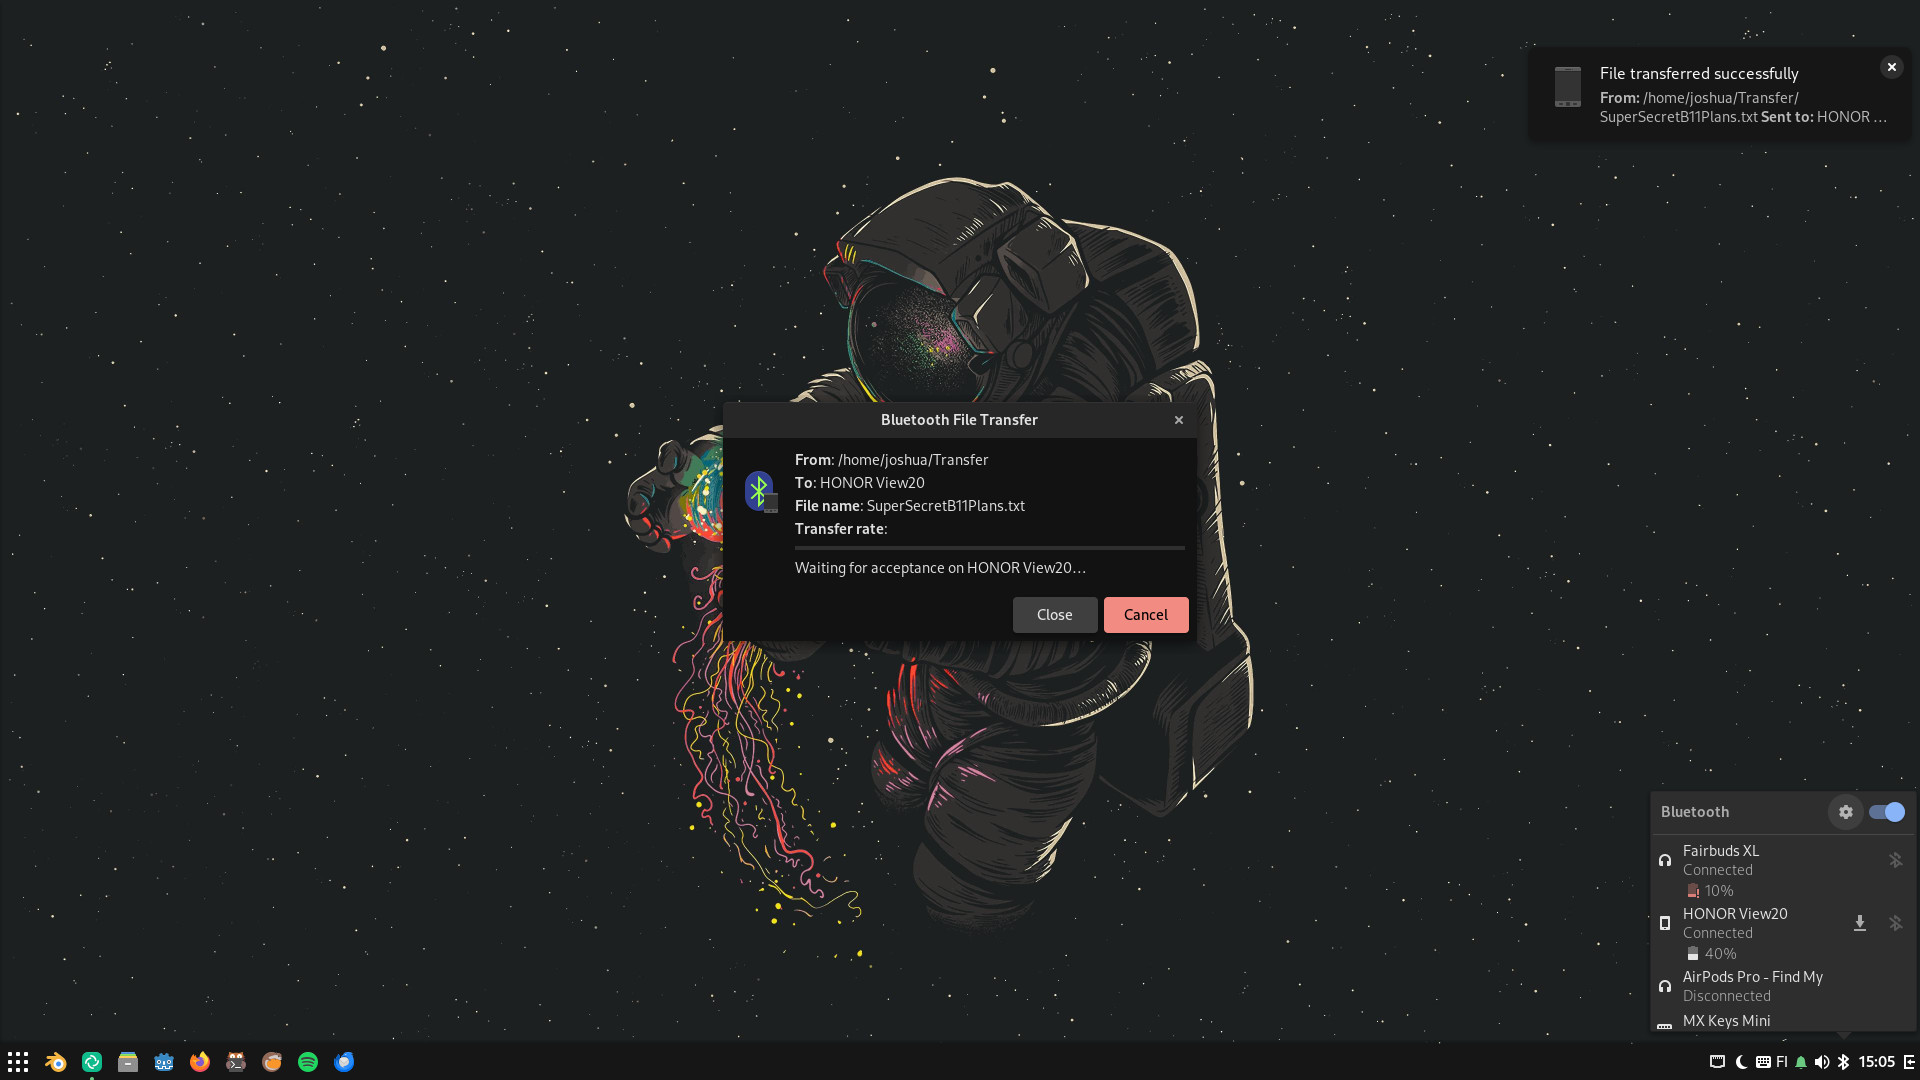 File transferred successfully
From: /home/joshua/Transfer/
SuperSecretB11Plans.txt Sent to: HONOR …
Bluetooth File Transfer
From: /home/joshua/Transfer
To: HONOR View20
File name: SuperSecretB11Plans.txt
Transfer rate:
Waiting for acceptance on HONOR View20…
Close
Cancel
Bluetooth
Fairbuds XL
Connected
10%
HONOR View20
Connected
40%
AirPods Pro - Find My
Disconnected
MX Keys Mini
FI
15:05